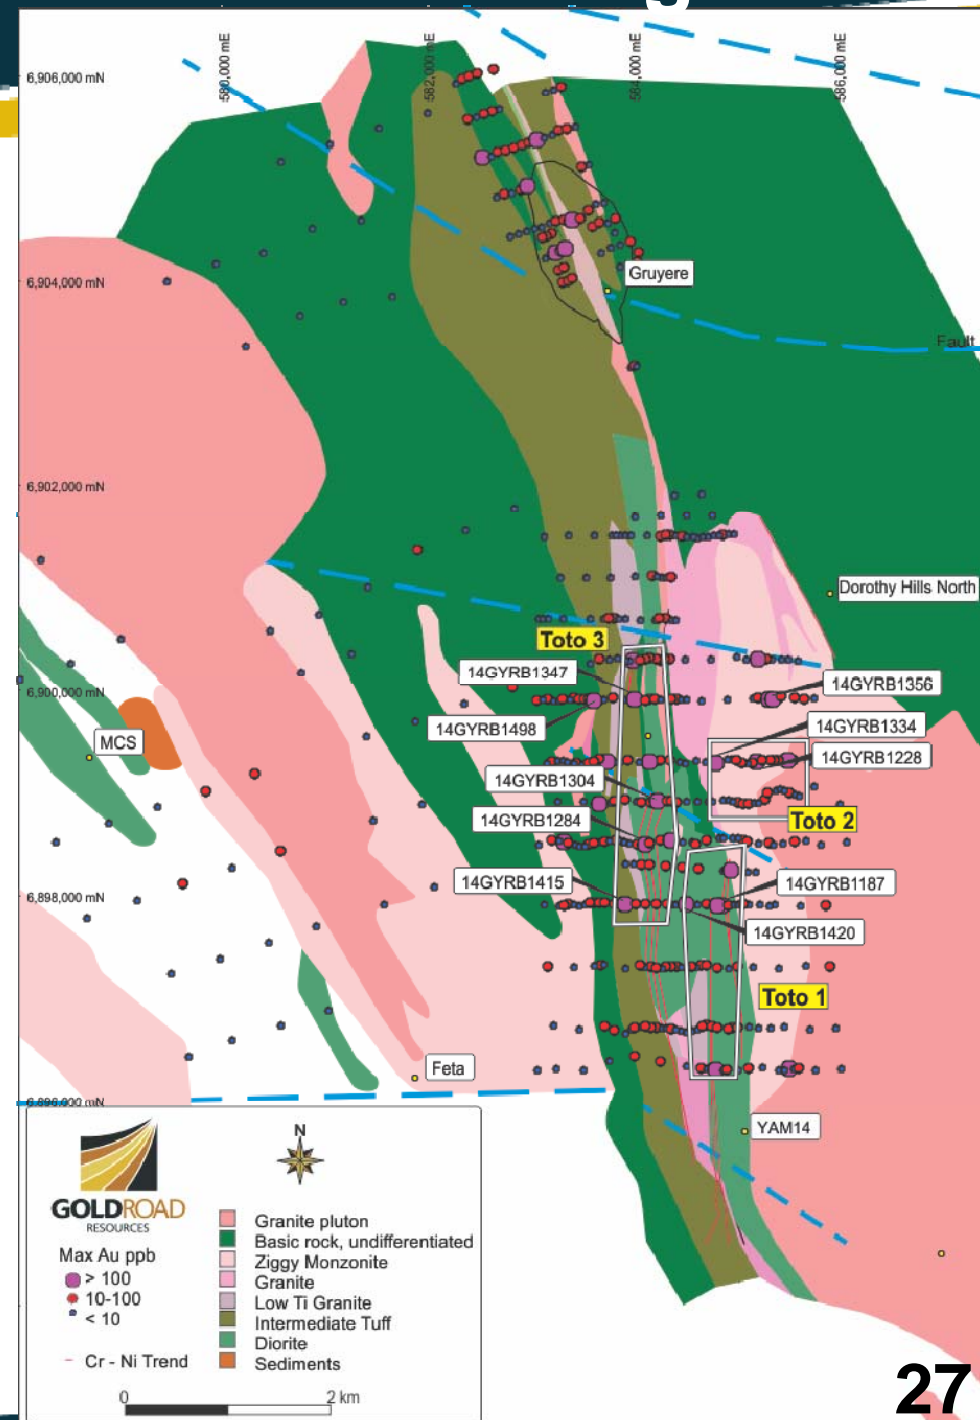 580,000 mE
582,000 mE
584,000 mE
586,000 mE
6,906,000 mN
Gruyere
6,904,000 mN
Fault
6,902,000 mN
Dorothy Hills North
Toto 3
14GYRB1347
14GYRB1356
6,900,000 mN
14GYRB1498
14GYRB1334
MCS
14GYRB1228
14GYRB1304
14GYRB1284
Toto 2
14GYRB1415
14GYRB1187
6,898,000 mN
14GYRB1420
Toto 1
Feta
6,896,000 mN
YAM14
N
GOLDROAD
RESOURCES
Max Au ppb
> 100
10-100
< 10
Cr - Ni Trend
Granite pluton
Basic rock, undifferentiated
Ziggy Monzonite
Granite
Low Ti Granite
Intermediate Tuff
Diorite
Sediments
0 2 km
27